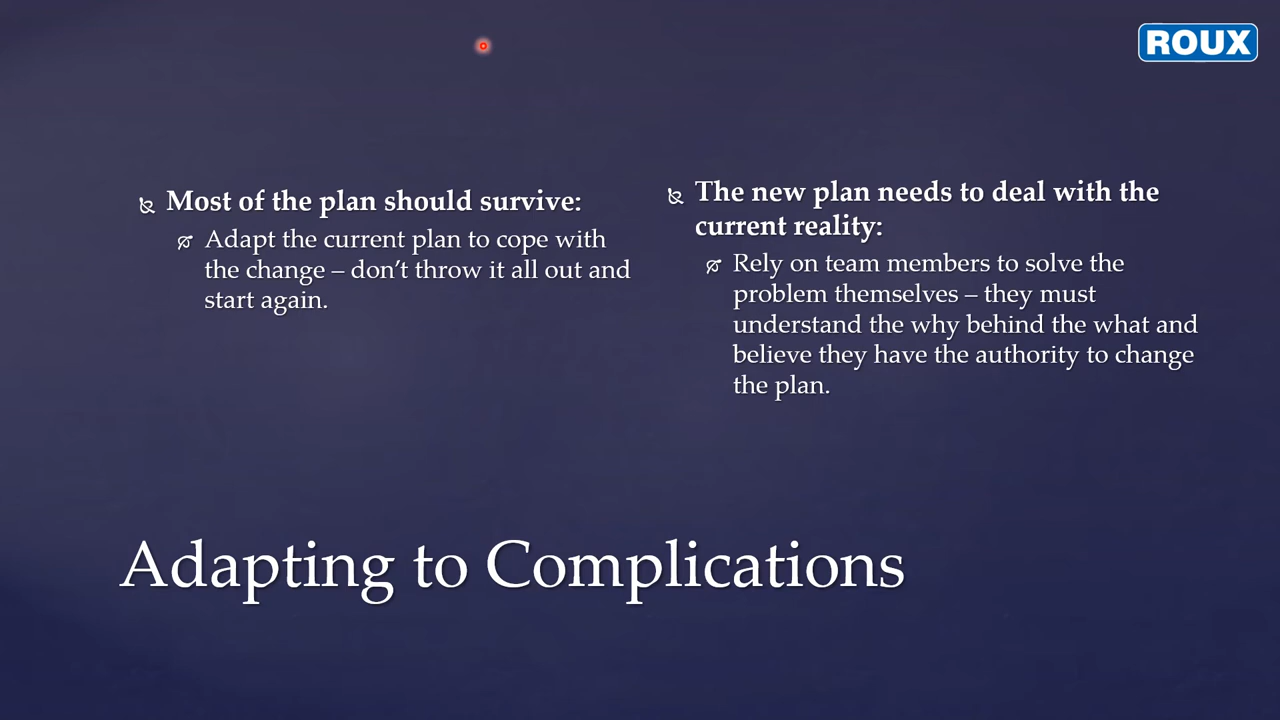 ROUX
Most of the plan should survive:
Adapt the current plan to cope with
the change – don’t throw it all out and
start again.
The new plan needs to deal with the
current reality:
Rely on team members to solve the
problem themselves – they must
understand the why behind the what and
believe they have the authority to change
the plan.
Adapting to Complications